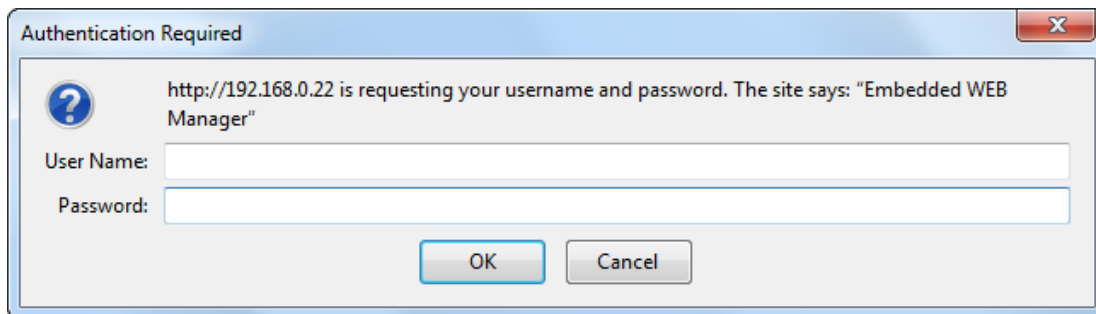 Authentication Required
http://192.168.0.22 is requesting your username and password. The site says: “Embedded WEB
Manager”
User Name:
Password:
OK Cancel